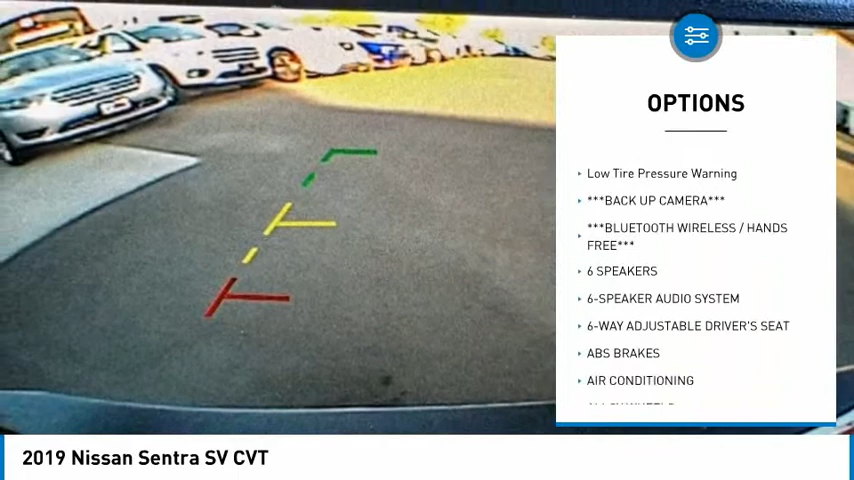 OPTIONS
Low Tire Pressure Warning
***BACK UP CAMERA***
***BLUETOOTH WIRELESS / HANDS
FREE***
6 SPEAKERS
6-SPEAKER AUDIO SYSTEM
6-WAY ADJUSTABLE DRIVER'S SEAT
ABS BRAKES
AIR CONDITIONING
2019 Nissan Sentra SV CVT